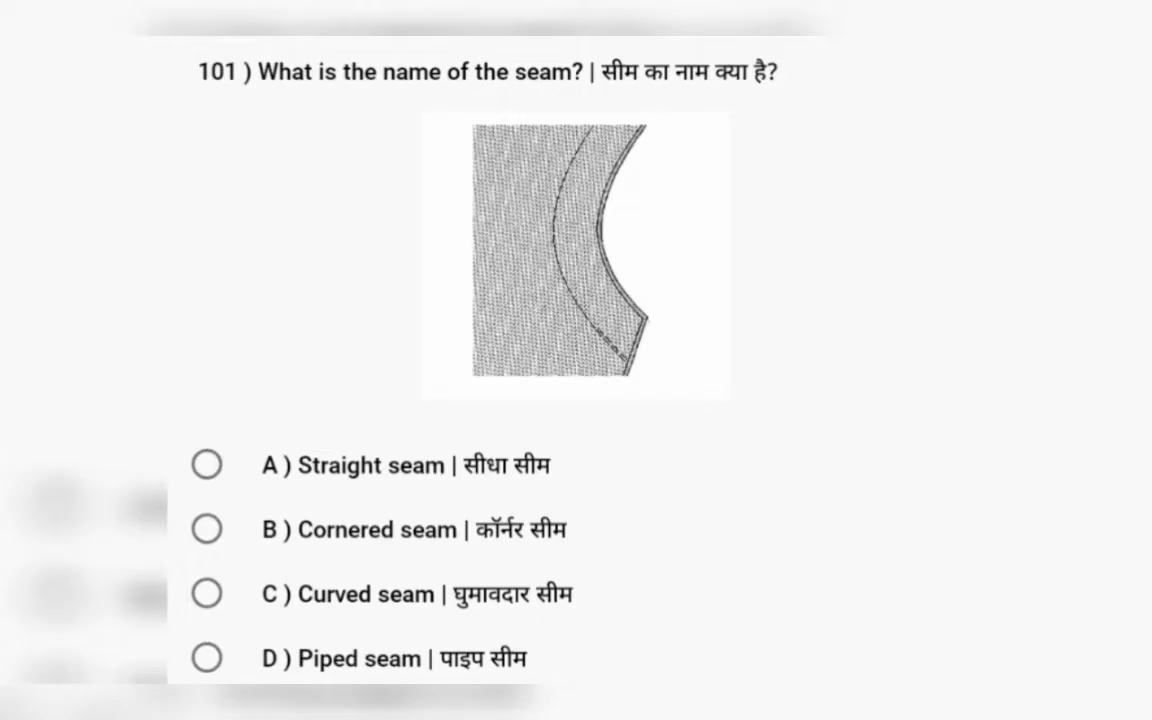 101 ) What is the name of the seam? | सीम का नाम क्या है?
A ) Straight seam | सीधा सीम
B ) Cornered seam | कॉर्नर सीम
C ) Curved seam | घुमावदार सीम
D ) Piped seam | पाइप सीम